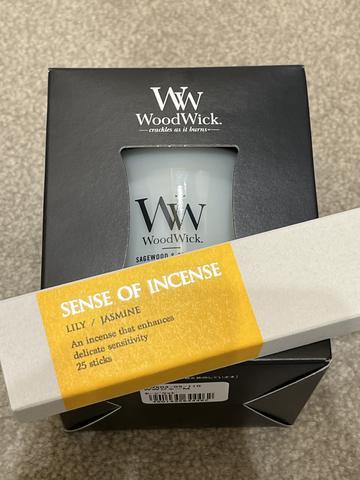 WW
WoodWick.
crackles as it burns
WW
WoodWick.
SAGEWOOD &
SENSE OF INCENSE
LILY / JASMINE
An incense that enhances
delicate sensitivity
25 sticks